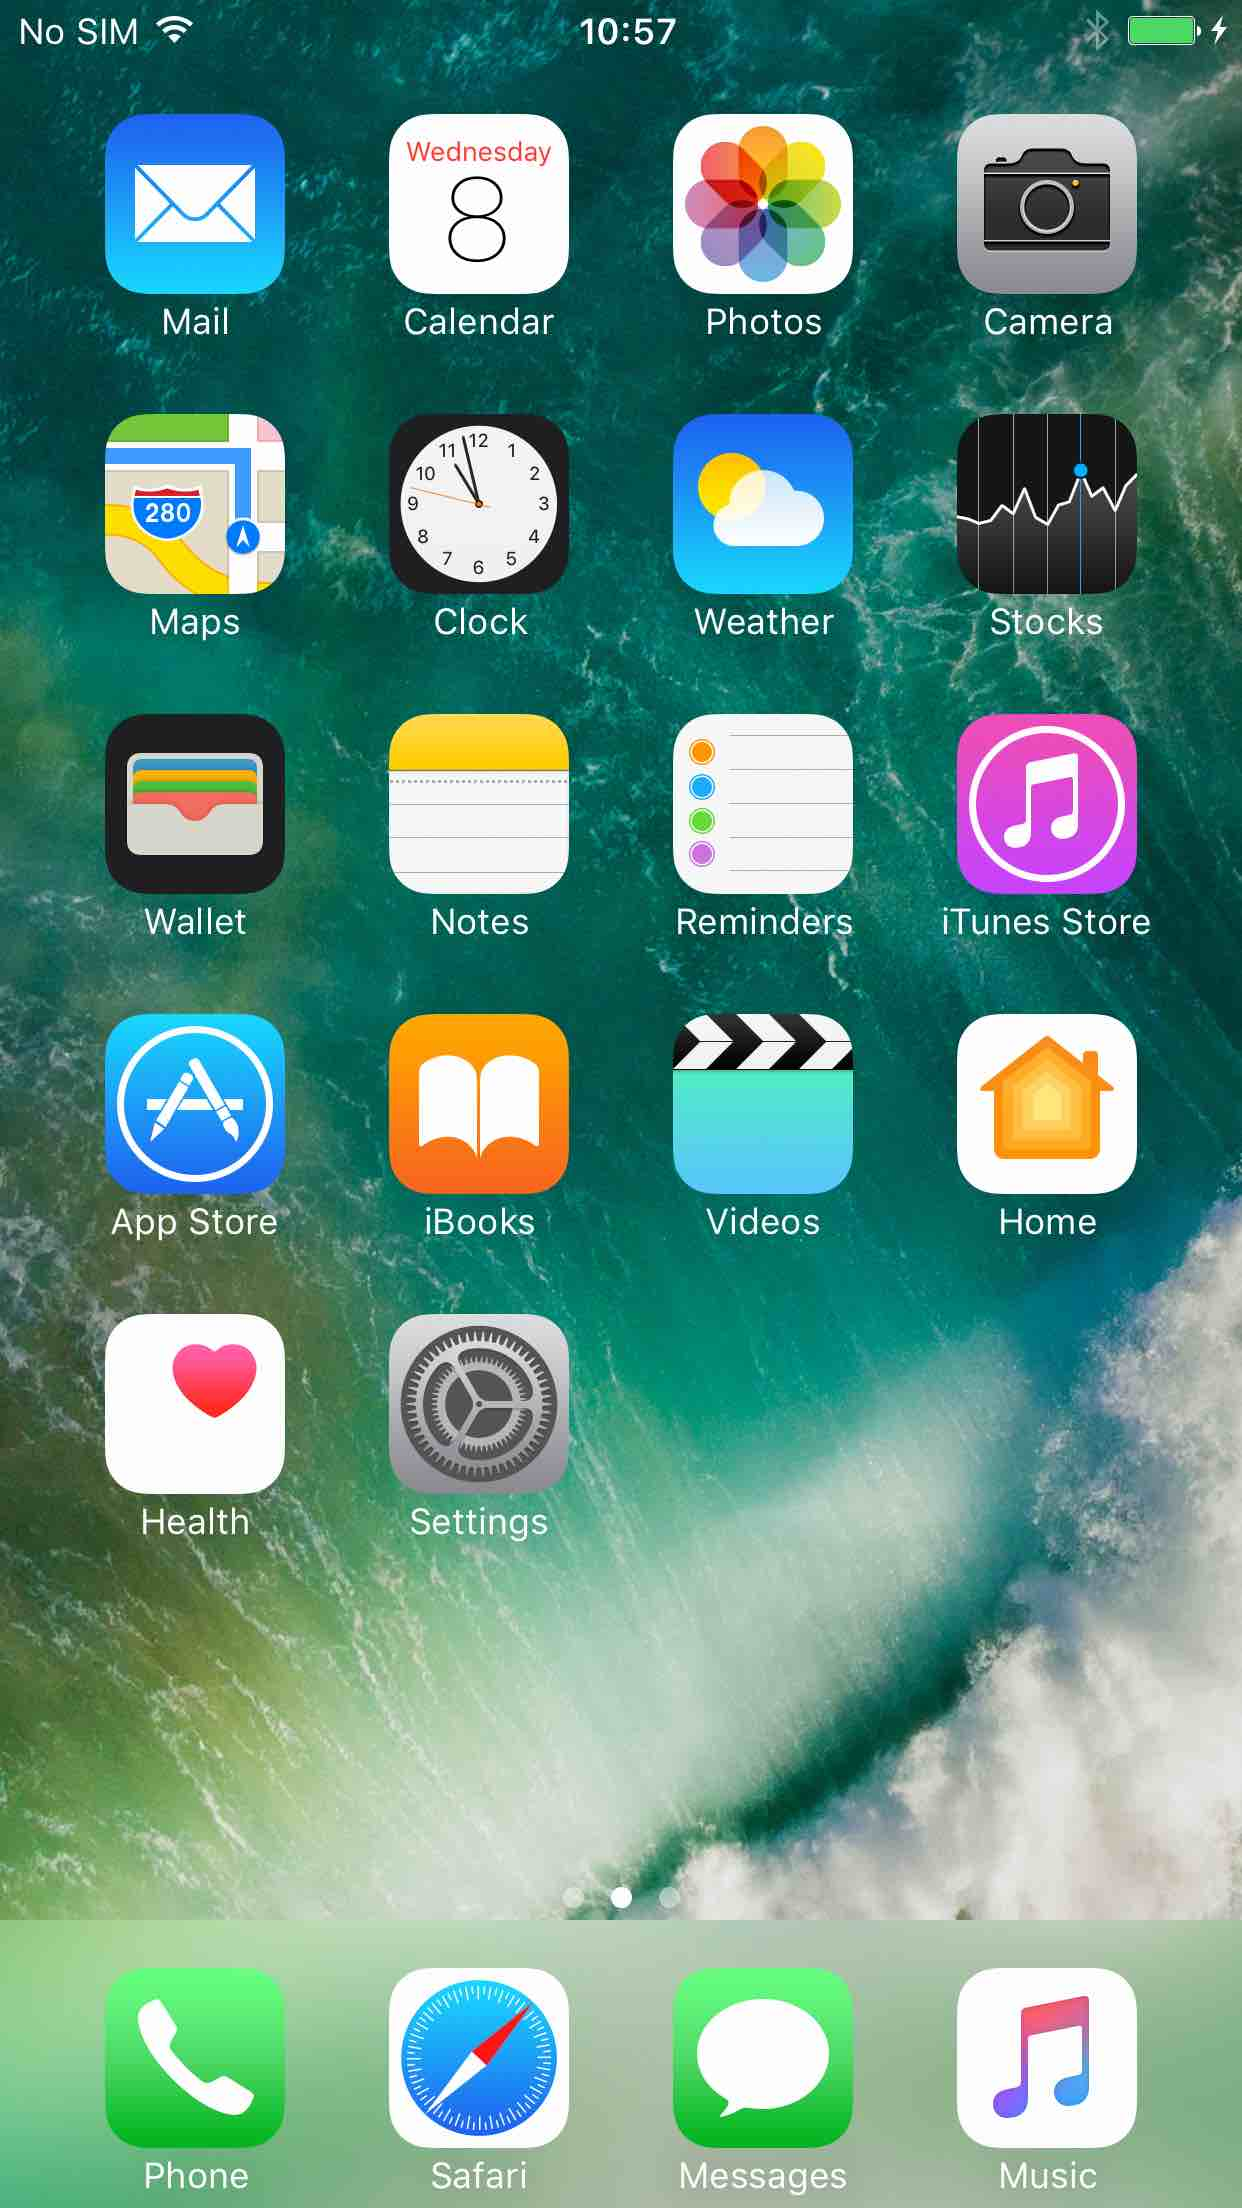 No SIM 10:57
Wednesday
8
Mail Calendar Photos Camera
12
11 1
10 2
280 9 3
8 4
7 5
6
Maps Clock Weather Stocks
Wallet Notes Reminders iTunes Store
App Store iBooks Videos Home
Health Settings
Phone Safari Messages Music